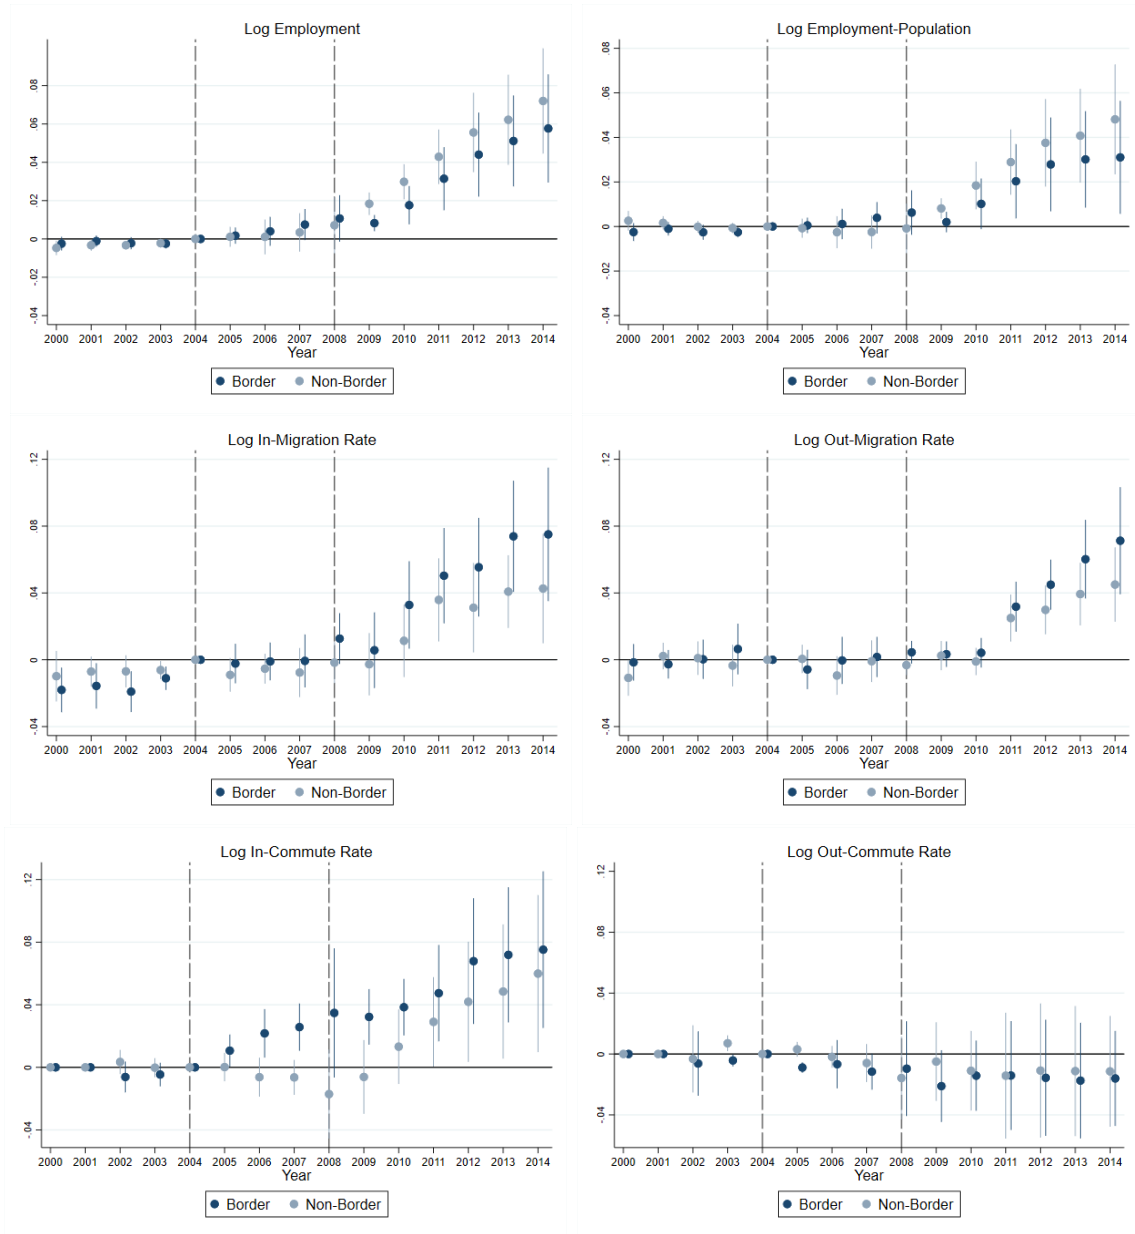 Log Employment
.08
.06
.04
.02
0
-.02
-.04
2000 2001 2002 2003 2004 2005 2006 2007 2008 2009 2010 2011 2012 2013 2014
Year
Border Non-Border
Log Employment-Population
.08
.06
.04
.02
0
-.02
-.04
2000 2001 2002 2003 2004 2005 2006 2007 2008 2009 2010 2011 2012 2013 2014
Year
Border Non-Border
Log In-Migration Rate
.12
.08
.04
0
-.04
2000 2001 2002 2003 2004 2005 2006 2007 2008 2009 2010 2011 2012 2013 2014
Year
Border Non-Border
Log Out-Migration Rate
.12
.08
.04
0
-.04
2000 2001 2002 2003 2004 2005 2006 2007 2008 2009 2010 2011 2012 2013 2014
Year
Border Non-Border
Log In-Commute Rate
.12
.08
.04
0
-.04
2000 2001 2002 2003 2004 2005 2006 2007 2008 2009 2010 2011 2012 2013 2014
Year
Border Non-Border
Log Out-Commute Rate
.12
.08
.04
0
-.04
2000 2001 2002 2003 2004 2005 2006 2007 2008 2009 2010 2011 2012 2013 2014
Year
Border Non-Border